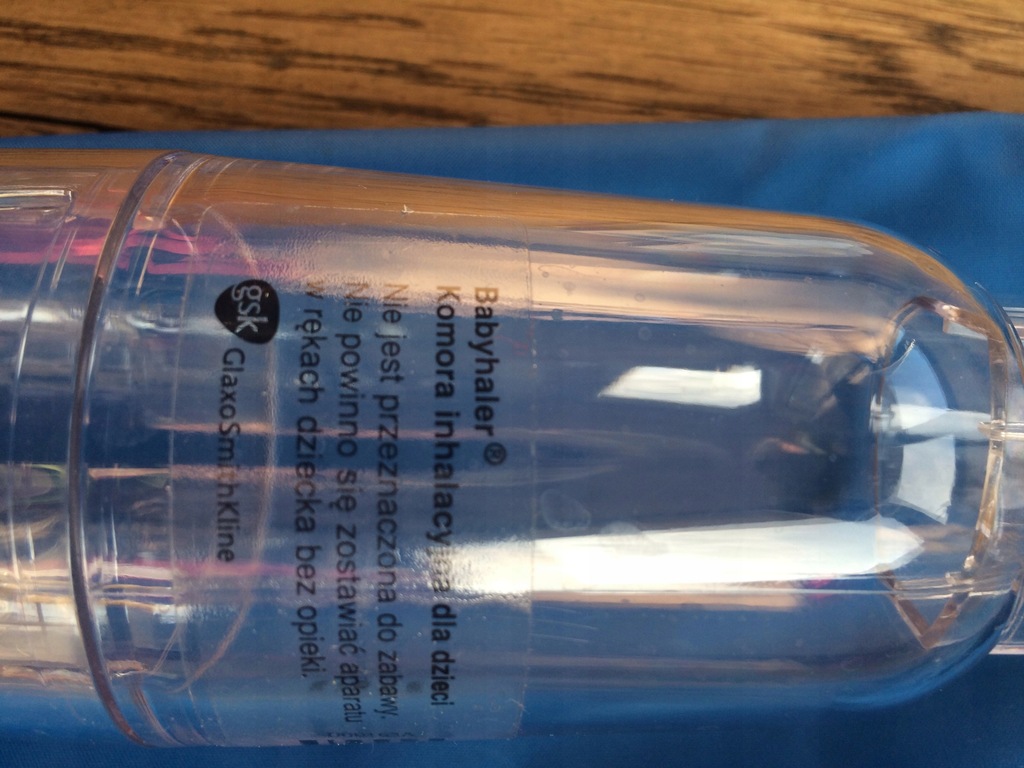 Babyhaler®
Komora inhalacyjna dla dzieci
Nie jest przeznaczona do zabawy.
Nie powinno się zostawiać aparatu
w rękach dziecka bez opieki.
gsk GlaxoSmithKline